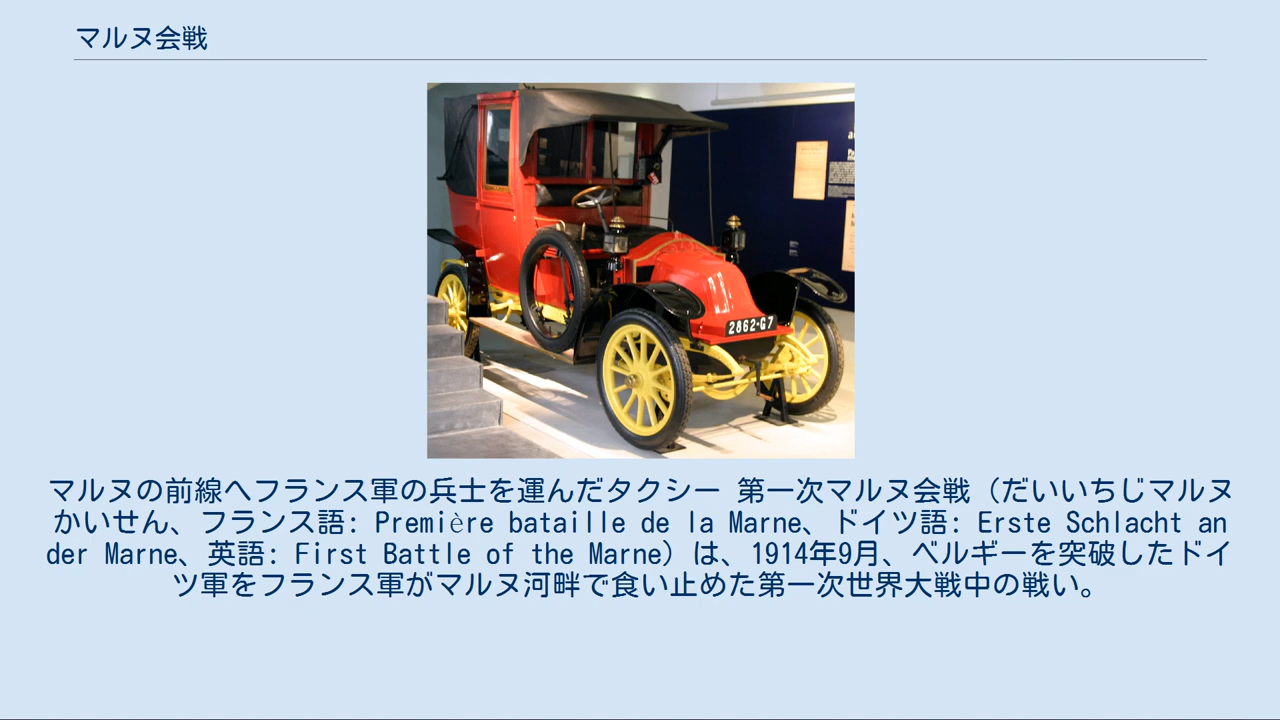 マルヌ会戦
2862-G7
マルヌの前線へフランス軍の兵士を運んだタクシー 第一次マルヌ会戦（だいいちじマルヌ
かいせん、フランス語: Première bataille de la Marne、ドイツ語: Erste Schlacht an
der Marne、英語: First Battle of the Marne）は、1914年9月、ベルギーを突破したドイ
ツ軍をフランス軍がマルヌ河畔で食い止めた第一次世界大戦中の戦い。